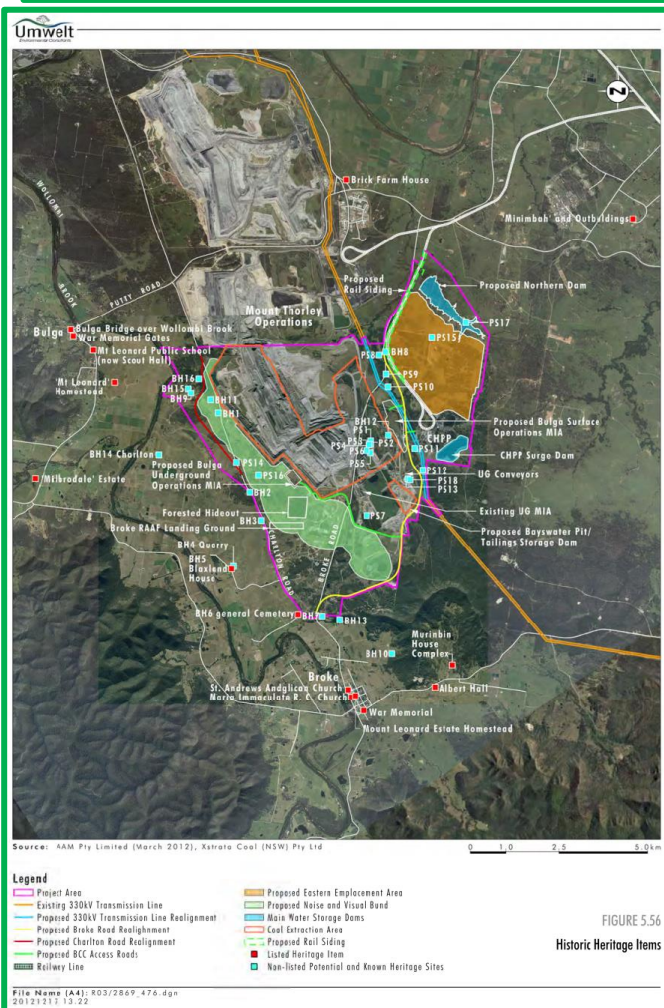 Umwelt
Environmental Consultants
N
WOLLOMBI
BROOK
PUTTY ROAD
Brick Farm House
Minimbah' and Outbuildings
Proposed
Rail Siding
Proposed Northern Dam
PS17
PS15
Mount Thorley
Operations
Bulga
Bulga Bridge over Wollombi Brook
War Memorial Gates
Mt Leonard Public School
(now Scout Hall)
'Mt Leonard'
Homestead
BH16
BH15
BH9
BH11
BH1
PS8
BH8
PS9
PS10
BH12
PS1
PS3
PS4
PS2
PS6
PS5
Proposed Bulga Surface
Operations MIA
CHPP
PS11
CHPP Surge Dam
BH14 Charlton
'Milbrodale' Estate
Proposed Bulga
Underground
Operations MIA
PS14
PS16
BH2
PS12
UG Conveyors
PS18
PS13
Forested Hideout
BH3
Broke RAAF Landing Ground
PS7
Existing UG MIA
Proposed Bayswater Pit/
Tailings Storage Dam
CHARLTON ROAD
BROKE ROAD
BH4 Quarry
BH5
Blaxland
House
BH6 general Cemetery
BH7
BH13
BH10
Murinbin
House
Complex
Broke
St. Andrews Andglican Church
Maria Immaculate R. C. Church
Albert Hall
War Memorial
Mount Leonard Estate Homestead
Source: AAM Pty Limited (March 2012), Xstrata Coal (NSW) Pty Ltd
0 1.0 2.5 5.0km
Legend
Project Area
Existing 330kV Transmission Line
Proposed 330kV Transmission Line Realignment
Proposed Broke Road Realignment
Proposed Charlton Road Realignment
Proposed BCC Access Roads
Railway Line
Proposed Eastern Emplacement Area
Proposed Noise and Visual Bund
Main Water Storage Dams
Coal Extraction Area
Proposed Rail Siding
Listed Heritage Item
Non-listed Potential and Known Heritage Sites
FIGURE 5.56
Historic Heritage Items
File Name (A4): R03/2869_476.dgn
20121211 13.22